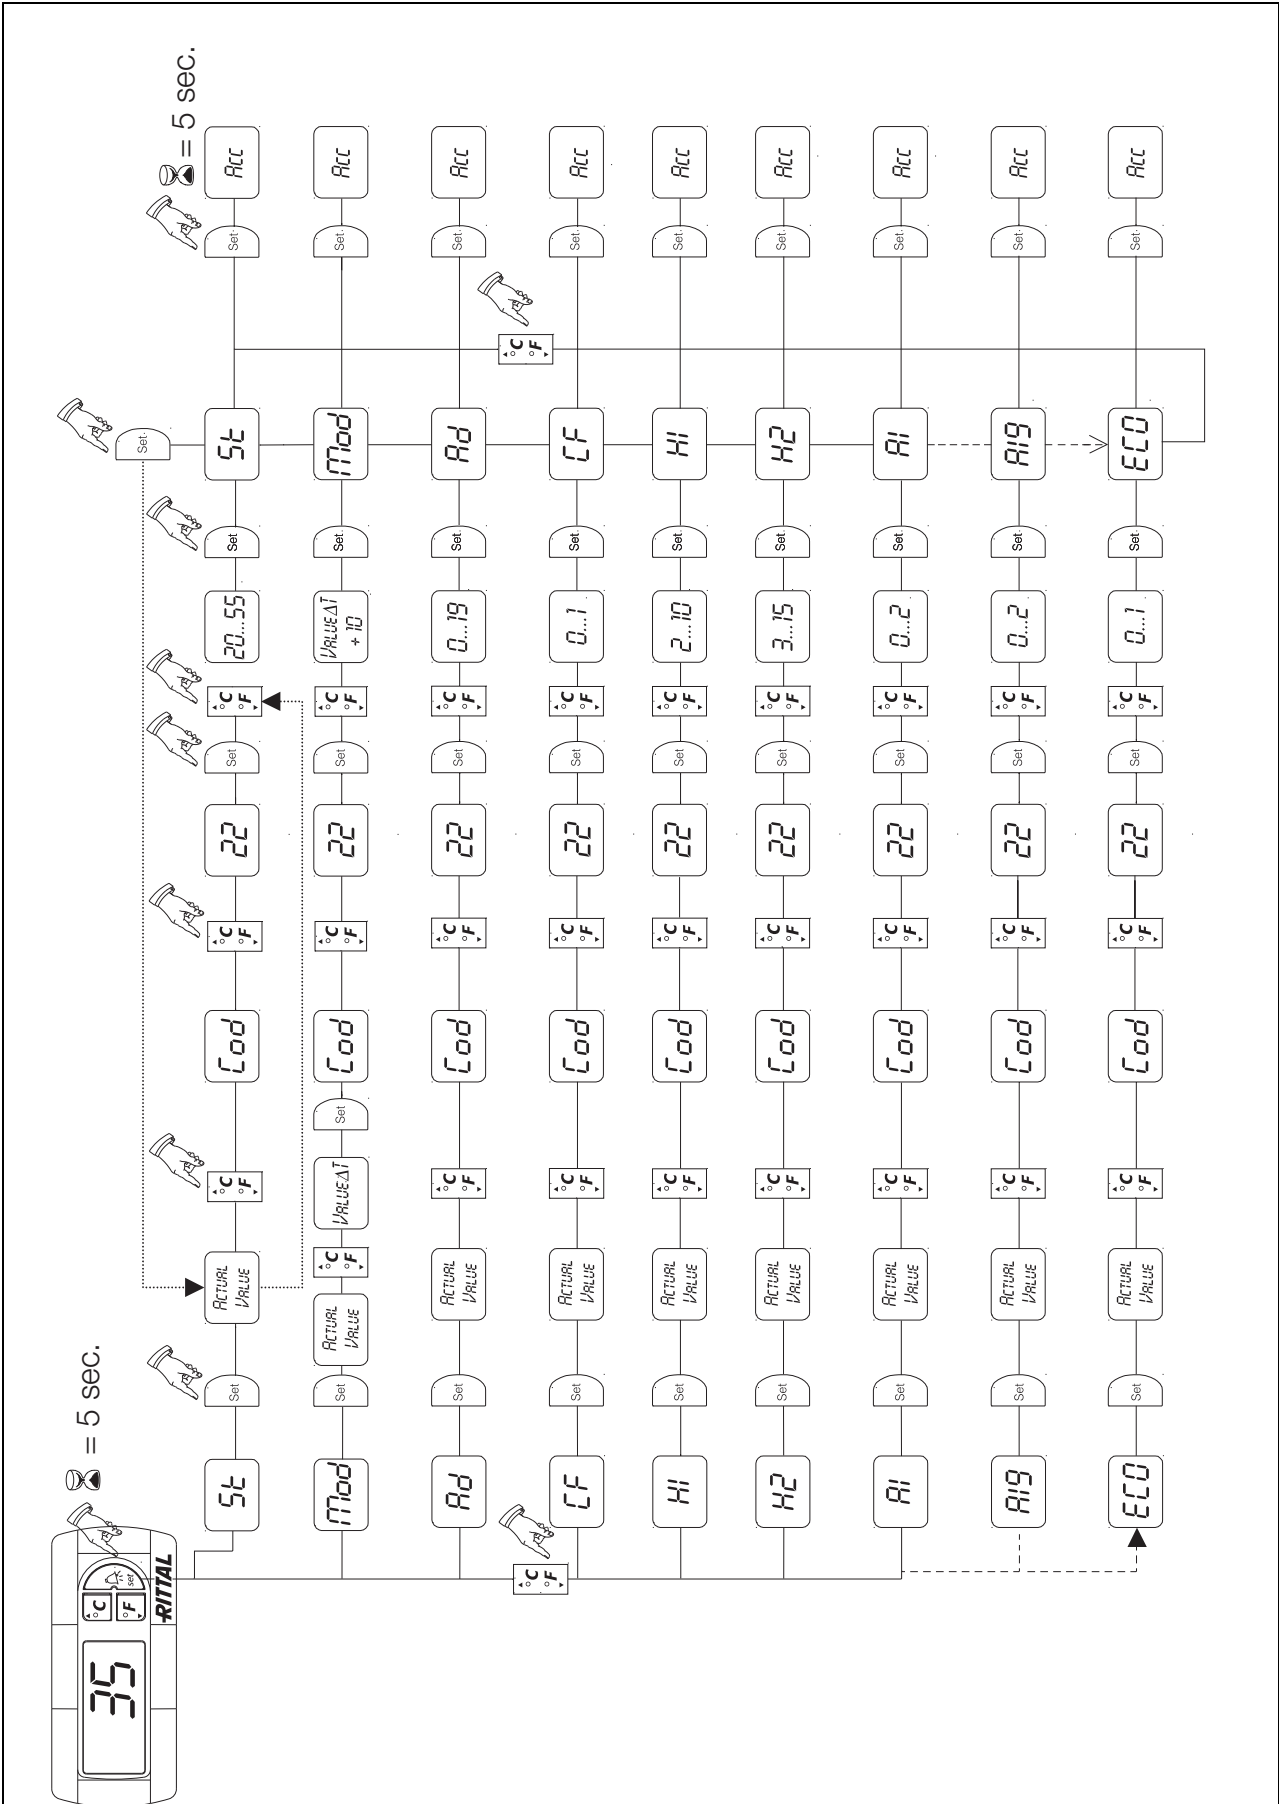 35 °C °F set
RITTAL
= 5 sec.
Set
= 5 sec.
St Set Actual Value °C °F Cod °C °F 22 Set °C °F 20...55 Set St Set Acc
Mod Set Actual Value °C °F Value∆T Set Cod °C °F 22 Set °C °F Value∆T + 10 Set Mod Set Acc
Ad Set Actual Value °C °F Cod °C °F 22 Set °C °F 0...19 Set Ad Set Acc
°C °F
°C °F
CF Set Actual Value °C °F Cod °C °F 22 Set °C °F 0...1 Set CF Set Acc
H1 Set Actual Value °C °F Cod °C °F 22 Set °C °F 2...10 Set H1 Set Acc
H2 Set Actual Value °C °F Cod °C °F 22 Set °C °F 3...15 Set H2 Set Acc
A1 Set Actual Value °C °F Cod °C °F 22 Set °C °F 0...2 Set A1 Set Acc
A19 Set Actual Value °C °F Cod °C °F 22 Set °C °F 0...2 Set A19 Set Acc
ECO Set Actual Value °C °F Cod °C °F 22 Set °C °F 0...1 Set ECO Set Acc